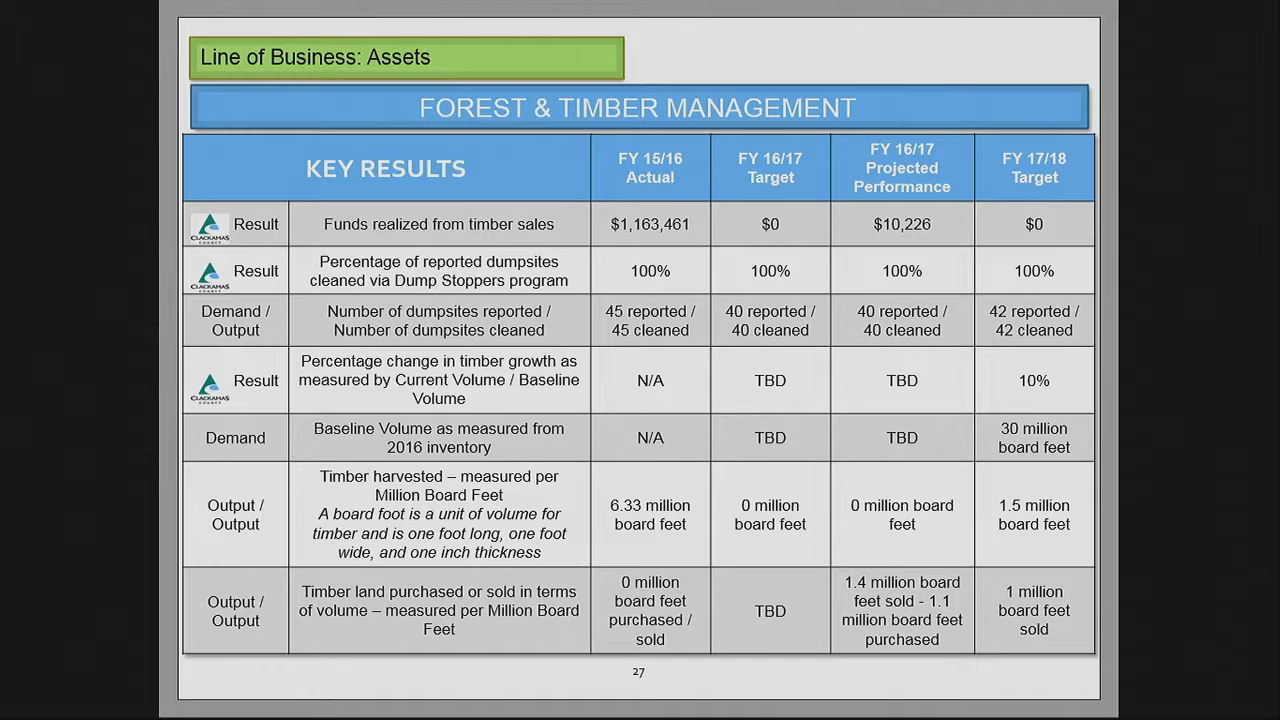 Line of Business: Assets
FOREST & TIMBER MANAGEMENT
KEY RESULTS
FY 15/16
Actual
FY 16/17
Target
FY 16/17
Projected
Performance
FY 17/18
Target
CLACKAMAS
COUNTY
Result
Funds realized from timber sales
$1,163,461
$0
$10,226
$0
CLACKAMAS
COUNTY
Result
Percentage of reported dumpsites
cleaned via Dump Stoppers program
100%
100%
100%
100%
Demand /
Output
Number of dumpsites reported /
Number of dumpsites cleaned
45 reported /
45 cleaned
40 reported /
40 cleaned
40 reported /
40 cleaned
42 reported /
42 cleaned
CLACKAMAS
COUNTY
Result
Percentage change in timber growth as
measured by Current Volume / Baseline
Volume
N/A
TBD
TBD
10%
Demand
Baseline Volume as measured from
2016 inventory
N/A
TBD
TBD
30 million
board feet
Output /
Output
Timber harvested – measured per
Million Board Feet
A board foot is a unit of volume for
timber and is one foot long, one foot
wide, and one inch thickness
6.33 million
board feet
0 million
board feet
0 million board
feet
1.5 million
board feet
Output /
Output
Timber land purchased or sold in terms
of volume – measured per Million Board
Feet
0 million
board feet
purchased /
sold
TBD
1.4 million board
feet sold - 1.1
million board feet
purchased
1 million
board feet
sold
27